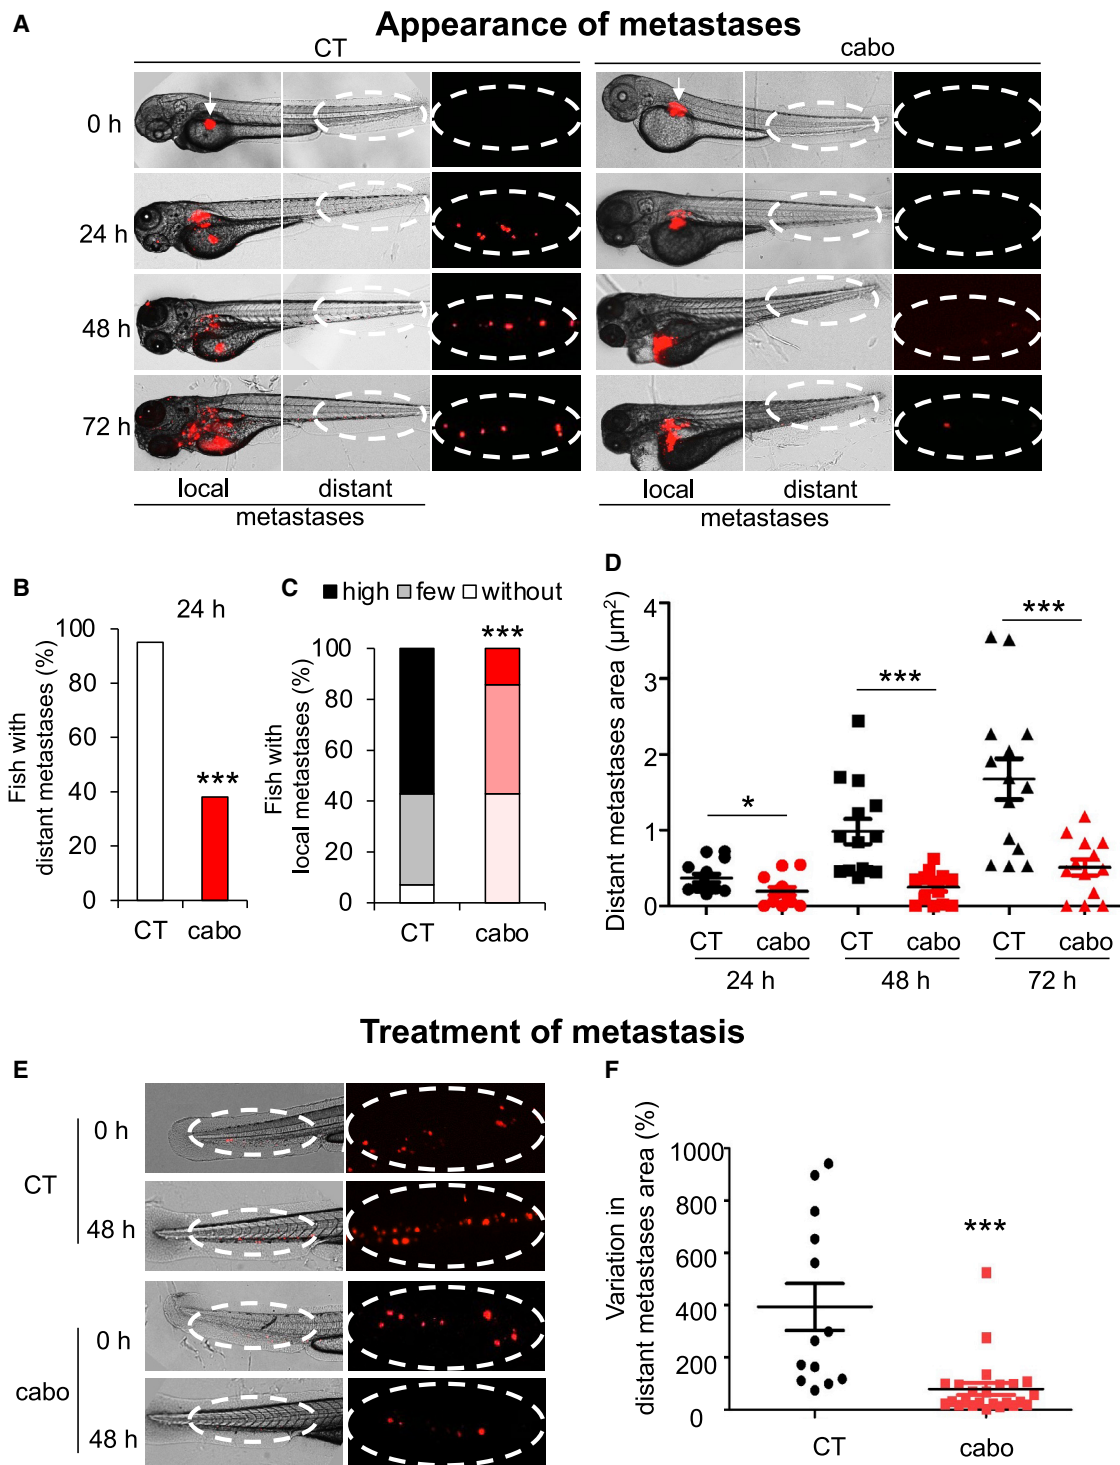 A
Appearance of metastases
CT
cabo
0 h
24 h
48 h
72 h
local
distant
metastases
local
distant
metastases
B
24 h
Fish with
distant metastases (%)
100
80
60
40
20
0
***
CT
cabo
C
high
few
without
Fish with
local metastases (%)
100
80
60
40
20
0
***
CT
cabo
D
Distant metastases area (µm²)
4
3
2
1
0
*
***
***
CT
cabo
CT
cabo
CT
cabo
24 h
48 h
72 h
Treatment of metastasis
E
CT
0 h
48 h
cabo
0 h
48 h
F
Variation in
distant metastases area (%)
1000
800
600
400
200
0
***
CT
cabo